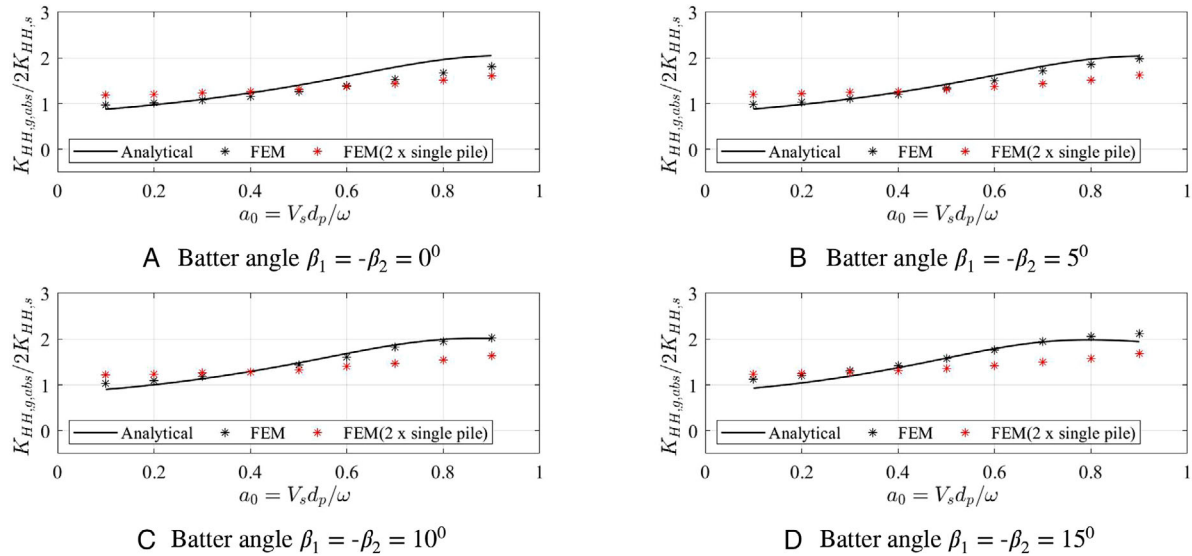 K_{HH,g,abs}/2K_{HH,s}
3
2
1
0
Analytical * FEM * FEM(2 x single pile)
0 0.2 0.4 0.6 0.8 1
a_0 = V_s d_p/ω
A Batter angle β_1 = -β_2 = 0^0
K_{HH,g,abs}/2K_{HH,s}
3
2
1
0
Analytical * FEM * FEM(2 x single pile)
0 0.2 0.4 0.6 0.8 1
a_0 = V_s d_p/ω
B Batter angle β_1 = -β_2 = 5^0
K_{HH,g,abs}/2K_{HH,s}
3
2
1
0
Analytical * FEM * FEM(2 x single pile)
0 0.2 0.4 0.6 0.8 1
a_0 = V_s d_p/ω
C Batter angle β_1 = -β_2 = 10^0
K_{HH,g,abs}/2K_{HH,s}
3
2
1
0
Analytical * FEM * FEM(2 x single pile)
0 0.2 0.4 0.6 0.8 1
a_0 = V_s d_p/ω
D Batter angle β_1 = -β_2 = 15^0